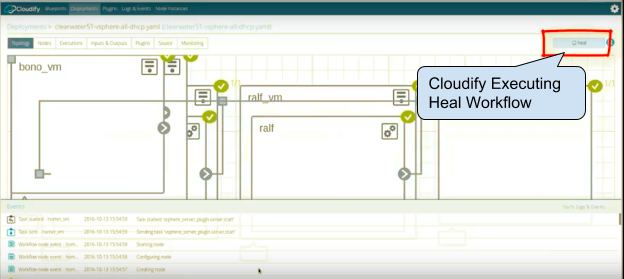 Cloudify Blueprints Deployments Plugins Logs & Events Node Instances
Deployments > clearwater51-vsphere-all-dhcp.yaml (clearwater51-vsphere-all-dhcp.yaml)
Topology Nodes Executions Inputs & Outputs Plugins Source Monitoring
heal
bono_vm
1/1
ralf_vm
ralf
1/1
Cloudify Executing
Heal Workflow
Events
Task started homer_vm 2016-10-13 15:54:59 Task started 'vsphere_server_plugin.server.start'
Task sent homer_vm 2016-10-13 15:54:59 Sending task 'vsphere_server_plugin.server.start'
Workflow node event hom... 2016-10-13 15:54:58 Starting node
Workflow node event hom... 2016-10-13 15:54:58 Configuring node
Workflow node event hom... 2016-10-13 15:54:51 Creating node